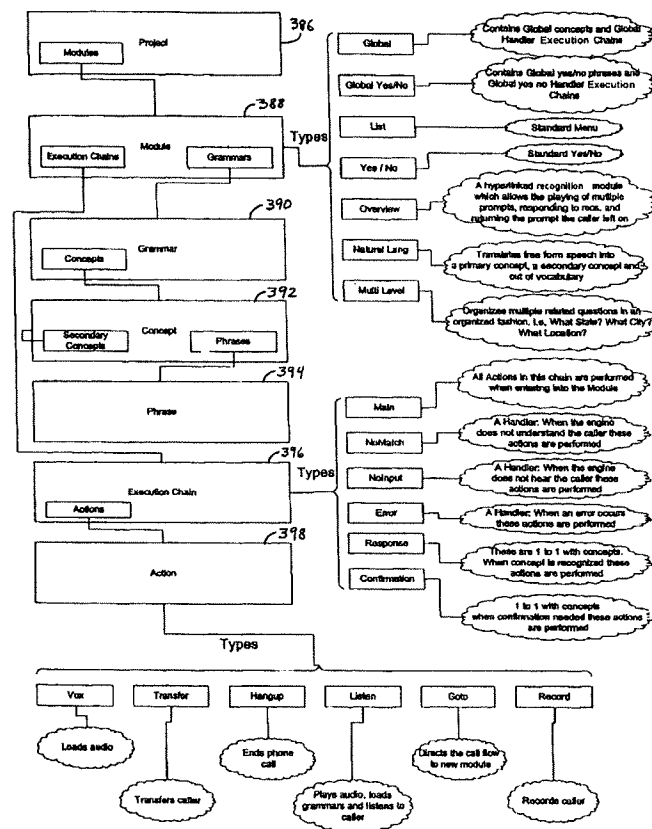 386
Project
Modules
388
Module
Execution Chains
Grammars
Types
390
Grammar
Concepts
392
Concept
Secondary
Concepts
Phrases
394
Phrase
396
Execution Chain
Actions
Types
398
Action
Types
Global
Contains Global concepts and Global
Handler Execution Chains
Global Yes/No
Contains Global yes/no phrases and
Global yes no Handler Execution
Chains
List
Standard Menu
Yes / No
Standard Yes/No
Overview
A hyperlinked recognition module
which allows the playing of multiple
prompts, responding to recs, and
returning the prompt the caller left on
Natural Lang
Translates free form speech into
a primary concept, a secondary concept and
out of vocabulary
Multi Level
Organizes multiple related questions in an
organized fashion, i.e, What State? What City?
What Location?
Main
All Actions in this chain are performed
when entering into the Module
NoMatch
A Handler: When the engine
does not understand the caller these
actions are performed
NoInput
A Handler: When the engine
does not hear the caller these
actions are performed
Error
A Handler: When an error occurs
these actions are performed
Response
These are 1 to 1 with concepts.
When concept is recognized these
actions are performed
Confirmation
1 to 1 with concepts
when confirmation needed these actions
are performed
Vox
Transfer
Hangup
Listen
Goto
Record
Loads audio
Transfers caller
Ends phone
call
Plays audio, loads
grammars and listens to
caller
Directs the call flow
to new module
Records caller